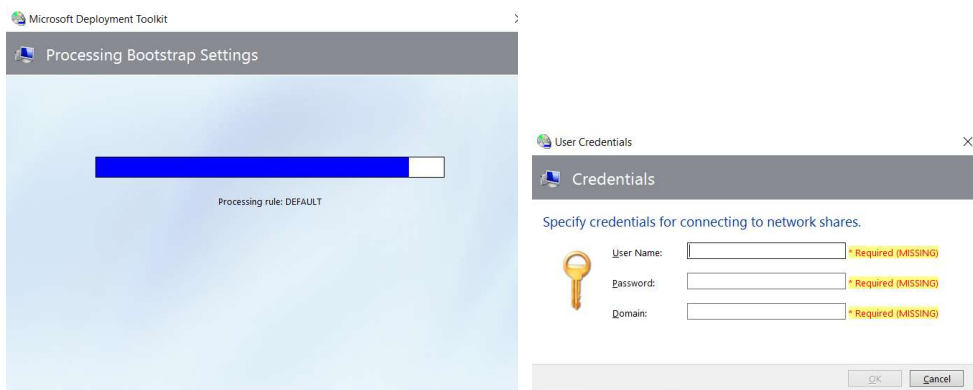 Microsoft Deployment Toolkit
Processing Bootstrap Settings
Processing rule: DEFAULT
User Credentials
Credentials
Specify credentials for connecting to network shares.
User Name: * Required (MISSING)
Password: * Required (MISSING)
Domain: * Required (MISSING)
OK Cancel